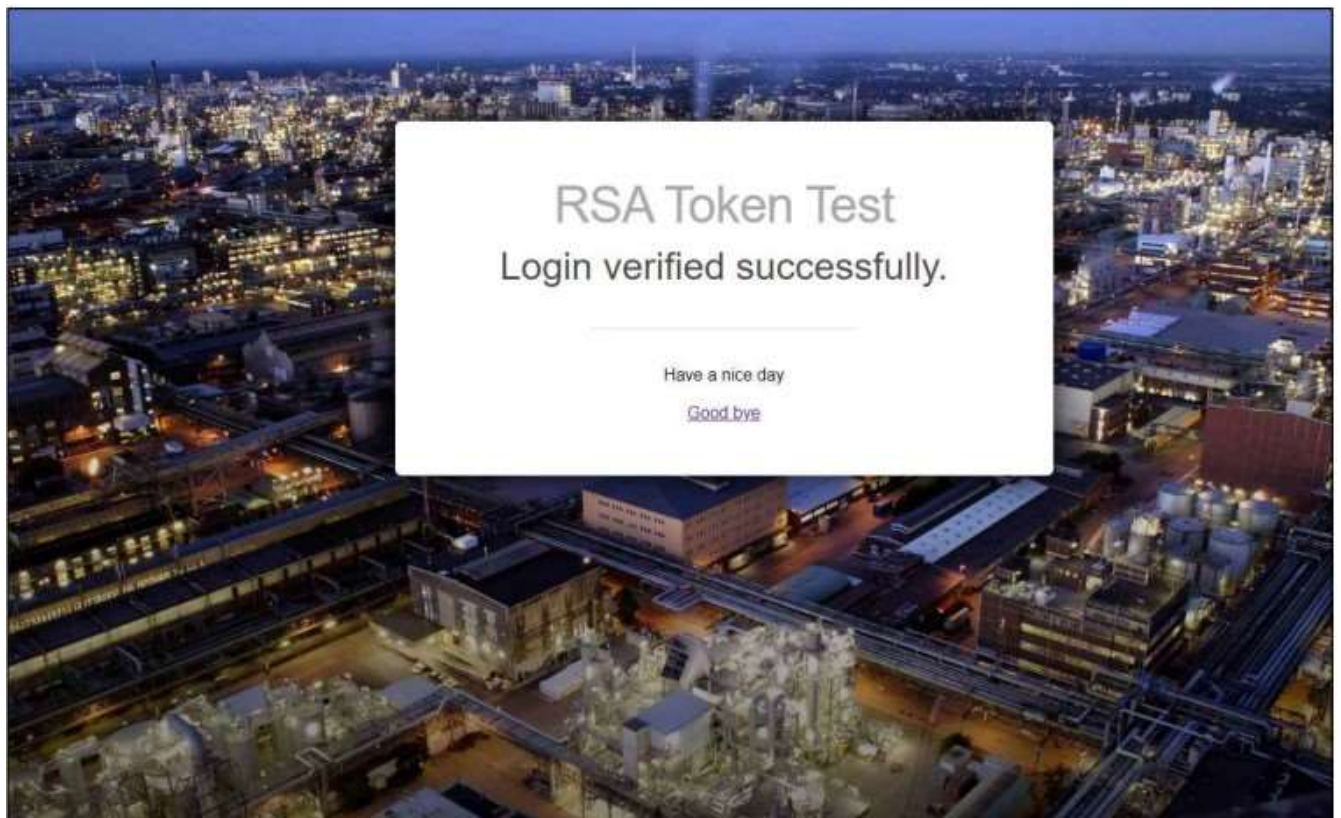 RSA Token Test
Login verified successfully.
Have a nice day
Good bye